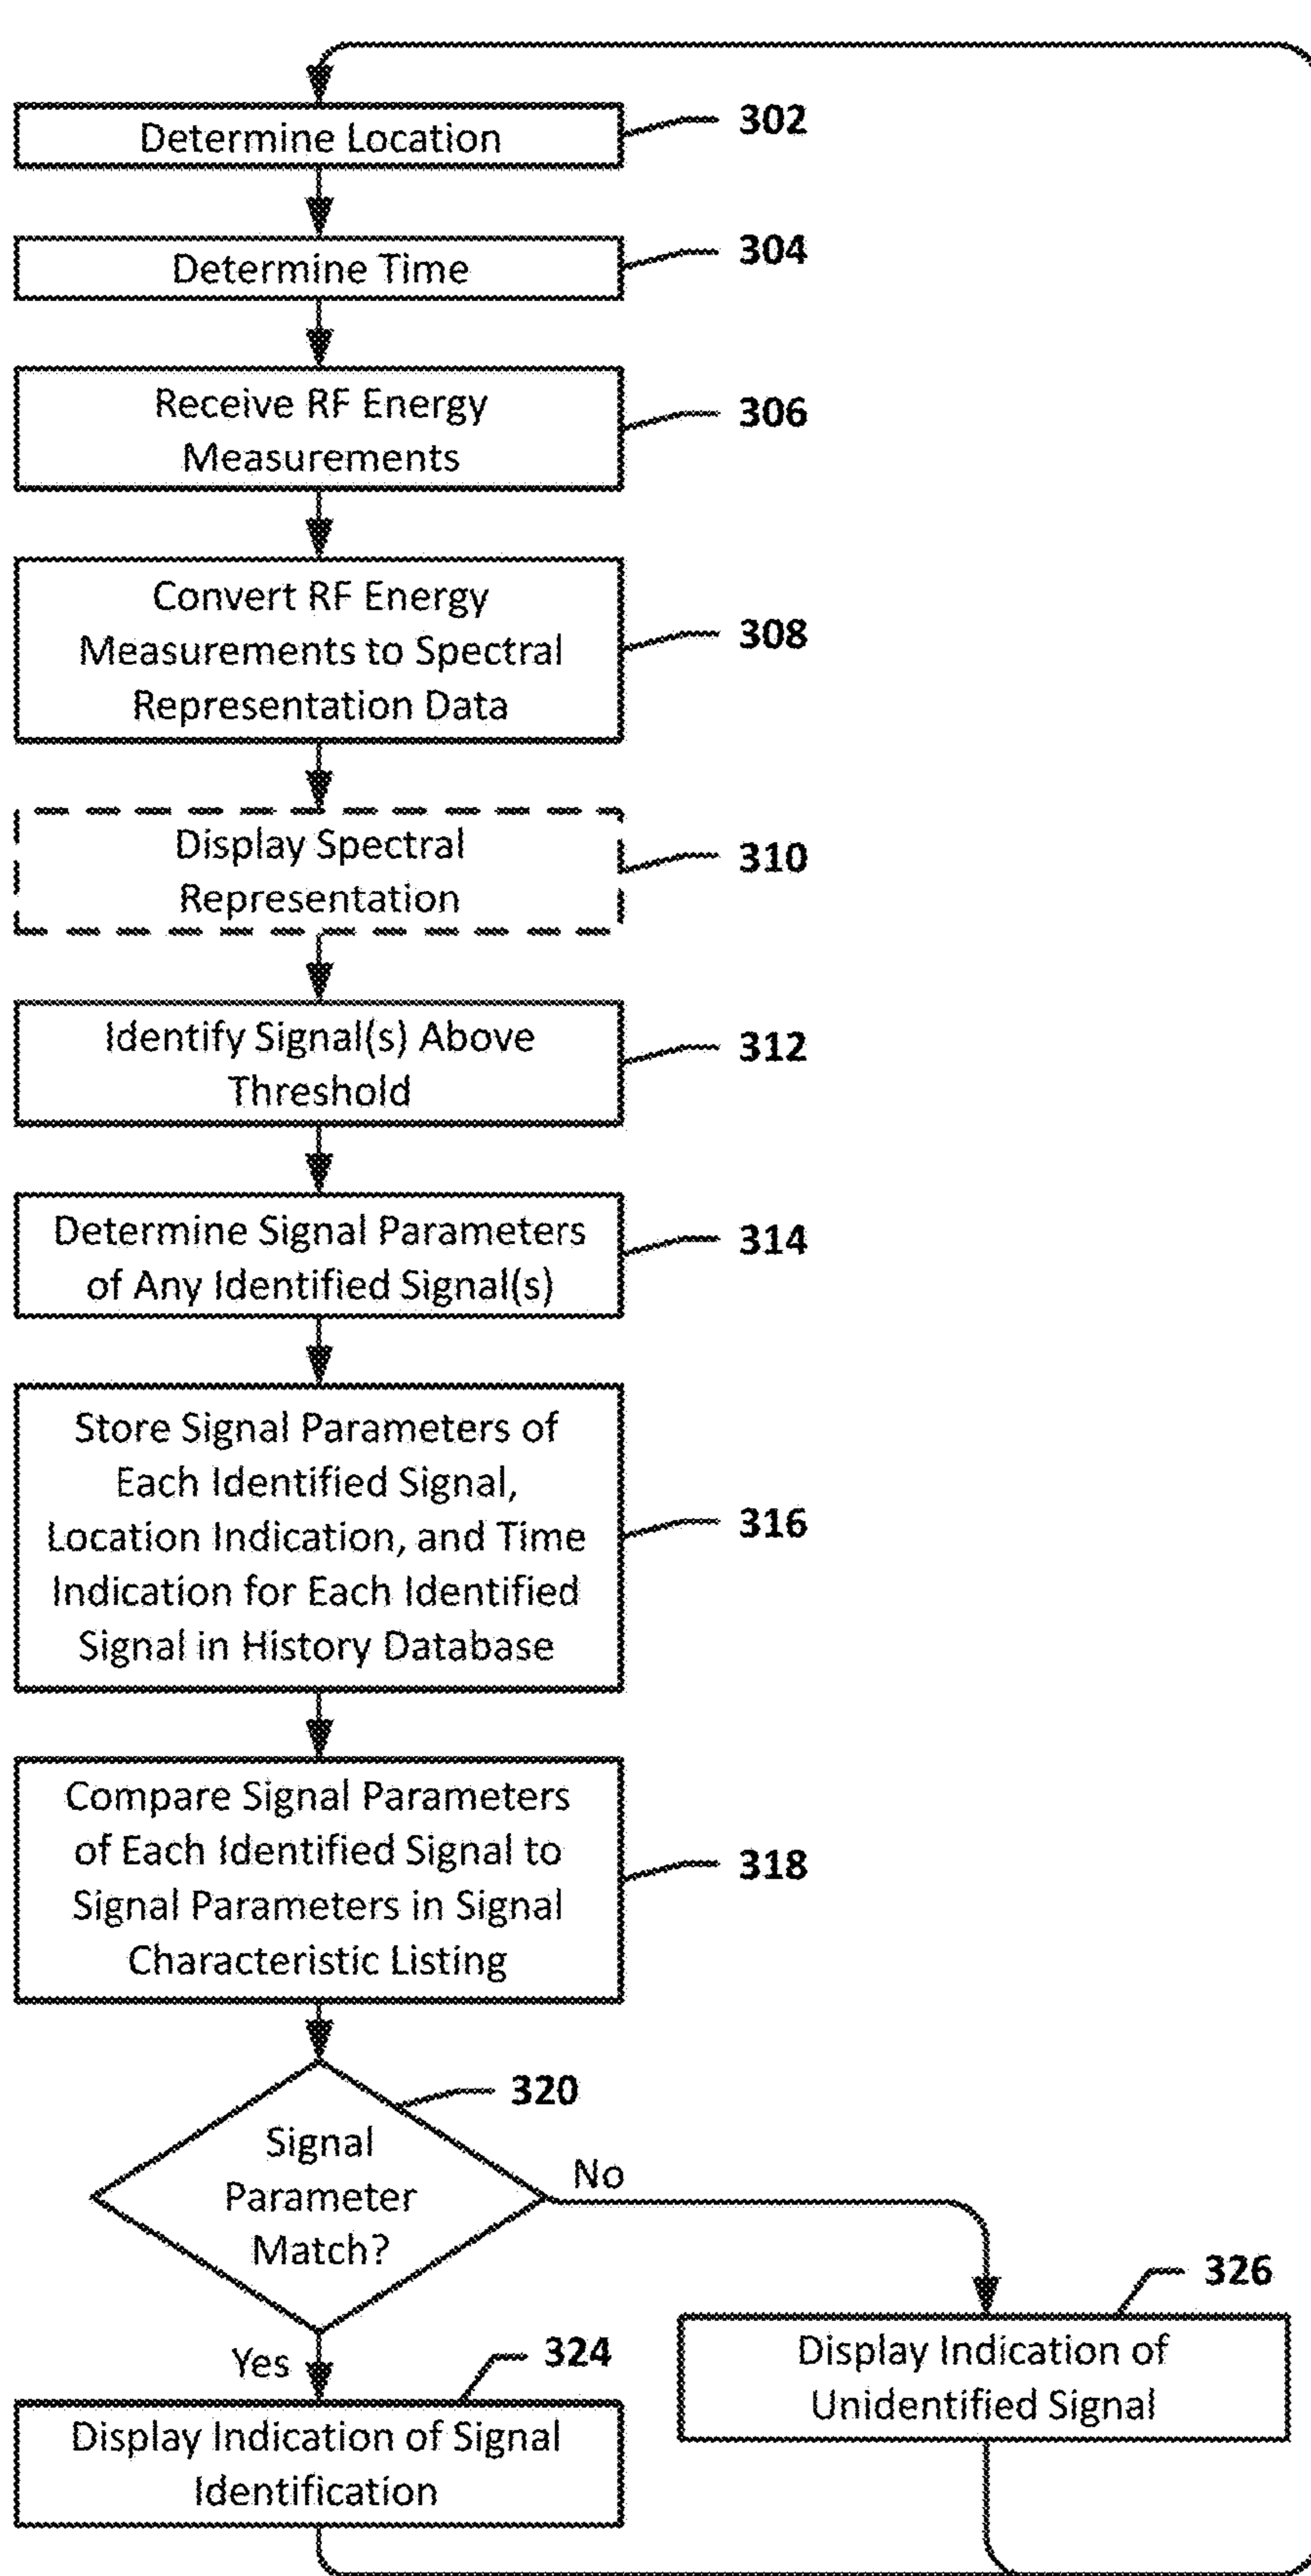 Determine Location
302
Determine Time
304
Receive RF Energy
Measurements
306
Convert RF Energy
Measurements to Spectral
Representation Data
308
Display Spectral
Representation
310
Identify Signal(s) Above
Threshold
312
Determine Signal Parameters
of Any Identified Signal(s)
314
Store Signal Parameters of
Each Identified Signal,
Location Indication, and Time
Indication for Each Identified
Signal in History Database
316
Compare Signal Parameters
of Each Identified Signal to
Signal Parameters in Signal
Characteristic Listing
318
320
Signal
Parameter
Match?
No
Yes
324
Display Indication of Signal
Identification
326
Display Indication of
Unidentified Signal